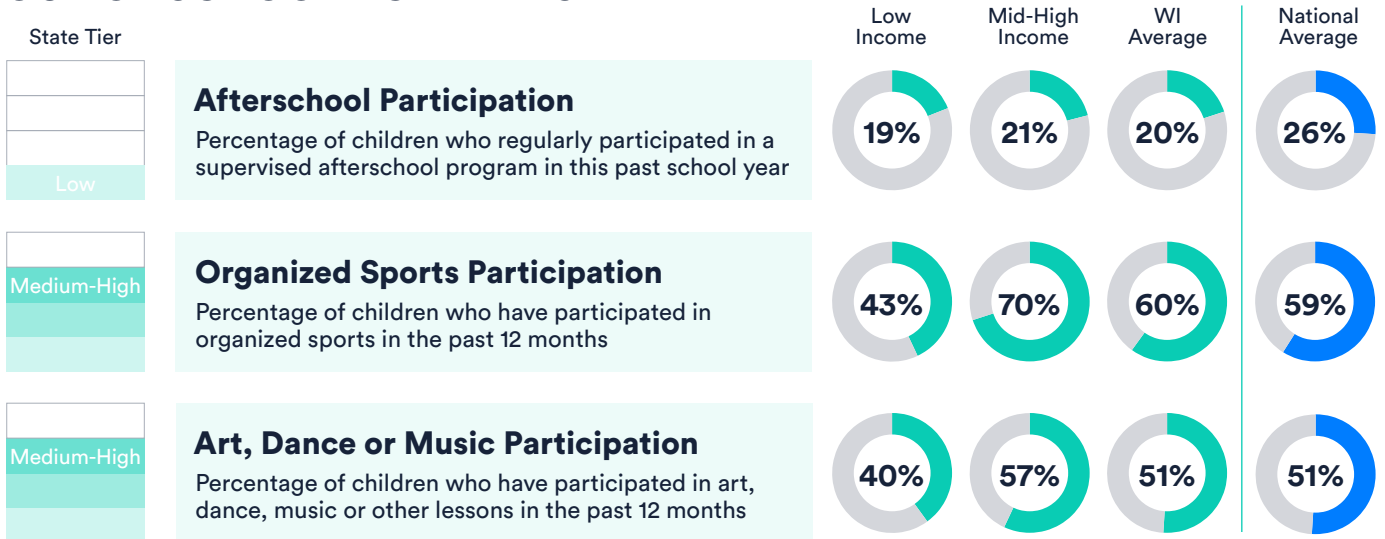 State Tier
Low
Income
Mid-High
Income
WI
Average
National
Average
Low
Afterschool Participation
Percentage of children who regularly participated in a
supervised afterschool program in this past school year
19%
21%
20%
26%
Medium-High
Organized Sports Participation
Percentage of children who have participated in
organized sports in the past 12 months
43%
70%
60%
59%
Medium-High
Art, Dance or Music Participation
Percentage of children who have participated in art,
dance, music or other lessons in the past 12 months
40%
57%
51%
51%